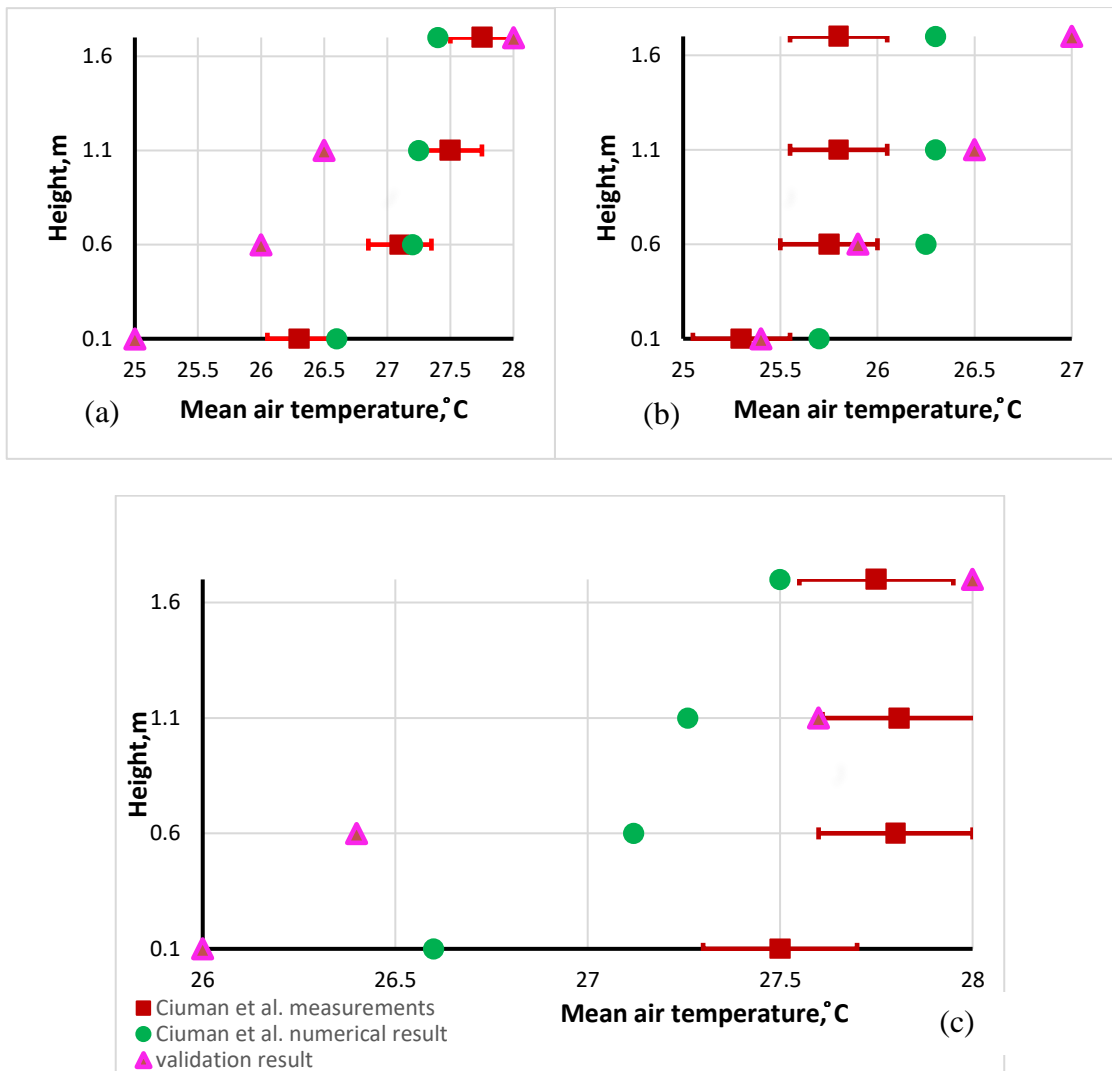 1.6
1.1
0.6
0.1
Height,m
25 25.5 26 26.5 27 27.5 28
Mean air temperature,°C
(a)
1.6
1.1
0.6
0.1
Height,m
25 25.5 26 26.5 27
Mean air temperature,°C
(b)
1.6
1.1
0.6
0.1
Height,m
26 26.5 27 27.5 28
Mean air temperature,°C
(c)
Ciuman et al. measurements
Ciuman et al. numerical result
validation result